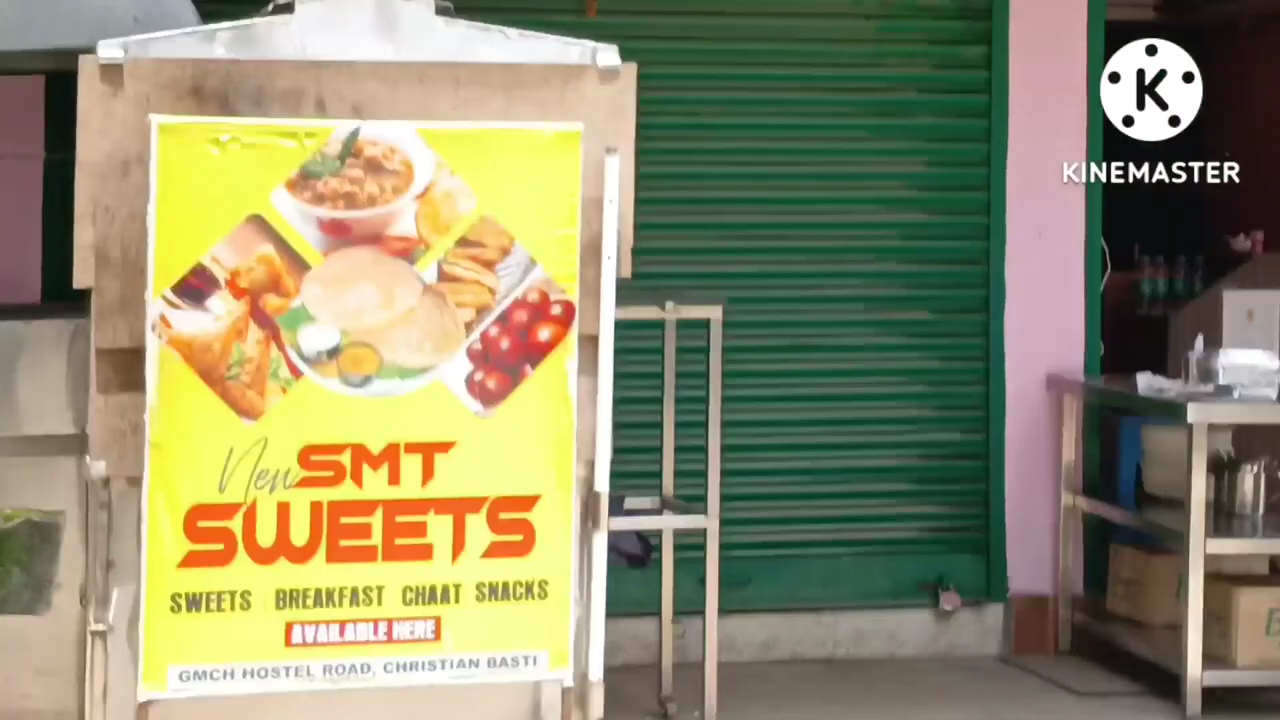 New SMT
SWEETS
SWEETS BREAKFAST CHAAT SNACKS
AVAILABLE HERE
GMCH HOSTEL ROAD, CHRISTIAN BASTI
K
KINEMASTER